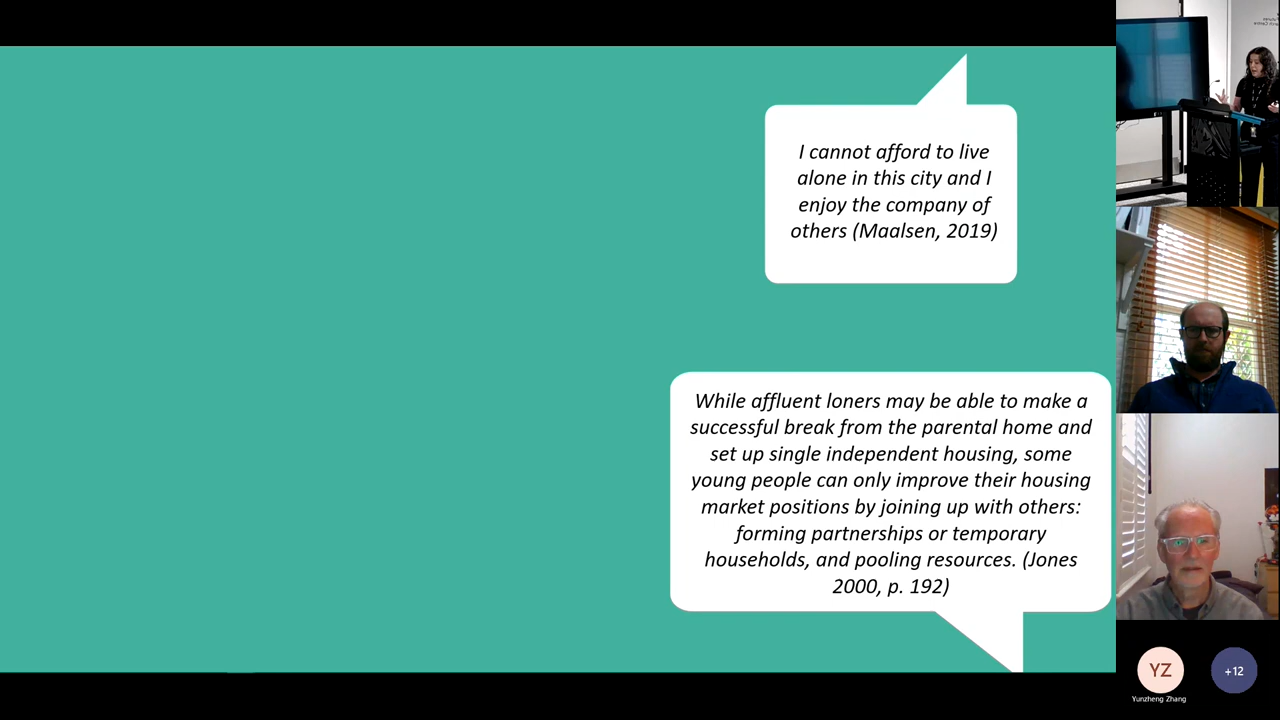 I cannot afford to live
alone in this city and I
enjoy the company of
others (Maalsen, 2019)
While affluent loners may be able to make a
successful break from the parental home and
set up single independent housing, some
young people can only improve their housing
market positions by joining up with others:
forming partnerships or temporary
households, and pooling resources. (Jones
2000, p. 192)
YZ
+12
Yunzheng Zhang